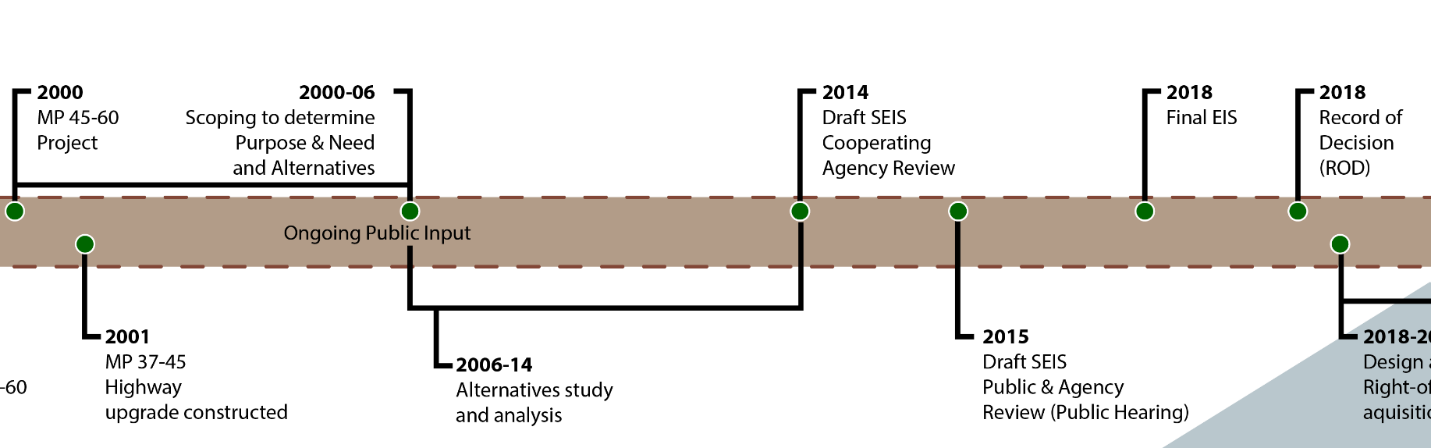 2000
MP 45-60
Project
2000-06
Scoping to determine
Purpose & Need
and Alternatives
2014
Draft SEIS
Cooperating
Agency Review
2018
Final EIS
2018
Record of
Decision
(ROD)
Ongoing Public Input
-60
2001
MP 37-45
Highway
upgrade constructed
2006-14
Alternatives study
and analysis
2015
Draft SEIS
Public & Agency
Review (Public Hearing)
2018-20
Design
Right-of